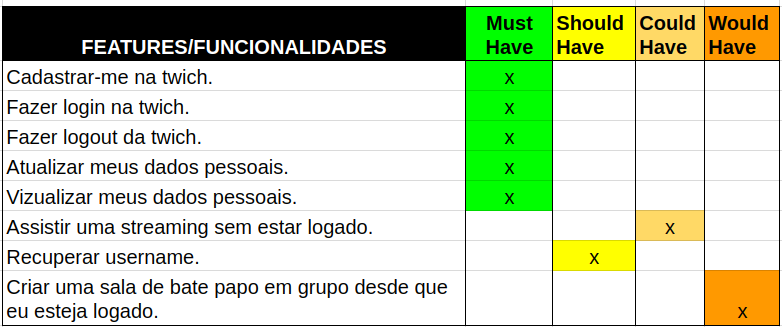 FEATURES/FUNCIONALIDADES Must Have Should Have Could Have Would Have
Cadastrar-me na twich. x
Fazer login na twich. x
Fazer logout da twich. x
Atualizar meus dados pessoais. x
Vizualizar meus dados pessoais. x
Assistir uma streaming sem estar logado. x
Recuperar username. x
Criar uma sala de bate papo em grupo desde que
eu esteja logado. x